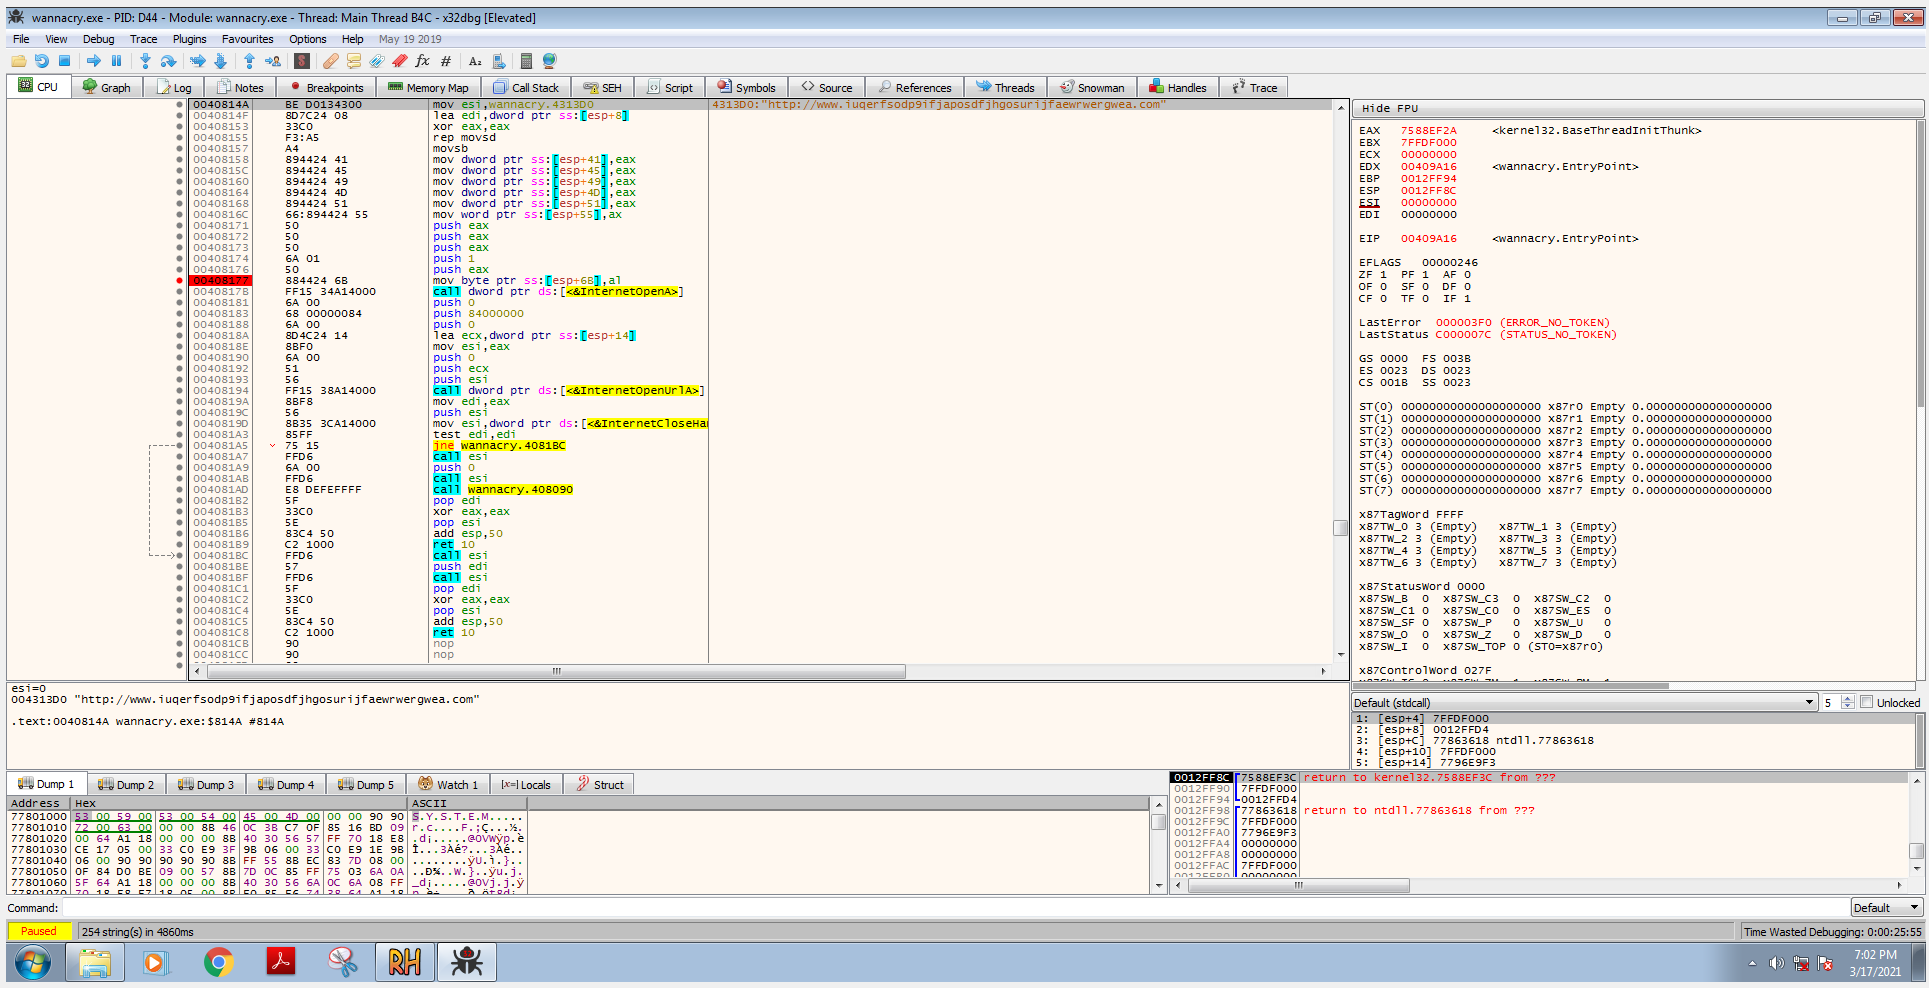 wannacry.exe - PID: D44 - Module: wannacry.exe - Thread: Main Thread B4C - x32dbg [Elevated]
File View Debug Trace Plugins Favourites Options Help May 19 2019
CPU Graph Log Notes Breakpoints Memory Map Call Stack SEH Script Symbols Source References Threads Snowman Handles Trace
0040814A BE D0134300 mov esi,wannacry.4313D0 4313D0:"http://www.iuqerfsodp9ifjaposdfjhgosurijfaewrwergwea.com"
0040814F 8D7C24 08 lea edi,dword ptr ss:[esp+8]
00408153 33C0 xor eax,eax
00408155 F3:A5 rep movsd
00408157 A4 movsb
00408158 894424 41 mov dword ptr ss:[esp+41],eax
0040815C 894424 45 mov dword ptr ss:[esp+45],eax
00408160 894424 49 mov dword ptr ss:[esp+49],eax
00408164 894424 4D mov dword ptr ss:[esp+4D],eax
00408168 894424 51 mov dword ptr ss:[esp+51],eax
0040816C 66:894424 55 mov word ptr ss:[esp+55],ax
00408171 50 push eax
00408172 50 push eax
00408173 50 push eax
00408174 6A 01 push 1
00408176 50 push eax
00408177 884424 6B mov byte ptr ss:[esp+6B],al
0040817B FF15 34A14000 call dword ptr ds:[<&InternetOpenA>]
00408181 6A 00 push 0
00408183 68 00000084 push 84000000
00408188 6A 00 push 0
0040818A 8D4C24 14 lea ecx,dword ptr ss:[esp+14]
0040818E 8BF0 mov esi,eax
00408190 6A 00 push 0
00408192 51 push ecx
00408193 56 push esi
00408194 FF15 38A14000 call dword ptr ds:[<&InternetOpenUrlA>]
0040819A 8BF8 mov edi,eax
0040819C 56 push esi
0040819D 8B35 3CA14000 mov esi,dword ptr ds:[<&InternetCloseHan
004081A3 85FF test edi,edi
004081A5 75 15 jne wannacry.4081BC
004081A7 FFD6 call esi
004081A9 6A 00 push 0
004081AB FFD6 call esi
004081AD E8 DEFEFFFF call wannacry.408090
004081B2 5F pop edi
004081B3 33C0 xor eax,eax
004081B5 5E pop esi
004081B6 83C4 50 add esp,50
004081B9 C2 1000 ret 10
004081BC FFD6 call esi
004081BE 57 push edi
004081BF FFD6 call esi
004081C1 5F pop edi
004081C2 33C0 xor eax,eax
004081C4 5E pop esi
004081C5 83C4 50 add esp,50
004081C8 C2 1000 ret 10
004081CB 90 nop
004081CC 90 nop
Hide FPU
EAX 7588EF2A <kernel32.BaseThreadInitThunk>
EBX 7FFDF000
ECX 00000000
EDX 00409A16 <wannacry.EntryPoint>
EBP 0012FF94
ESP 0012FF8C
ESI 00000000
EDI 00000000
EIP 00409A16 <wannacry.EntryPoint>
EFLAGS 00000246
ZF 1 PF 1 AF 0
OF 0 SF 0 DF 0
CF 0 TF 0 IF 1
LastError 000003F0 (ERROR_NO_TOKEN)
LastStatus C000007C (STATUS_NO_TOKEN)
GS 0000 FS 003B
ES 0023 DS 0023
CS 001B SS 0023
ST(0) 00000000000000000000 x87r0 Empty 0.000000000000000000
ST(1) 00000000000000000000 x87r1 Empty 0.000000000000000000
ST(2) 00000000000000000000 x87r2 Empty 0.000000000000000000
ST(3) 00000000000000000000 x87r3 Empty 0.000000000000000000
ST(4) 00000000000000000000 x87r4 Empty 0.000000000000000000
ST(5) 00000000000000000000 x87r5 Empty 0.000000000000000000
ST(6) 00000000000000000000 x87r6 Empty 0.000000000000000000
ST(7) 00000000000000000000 x87r7 Empty 0.000000000000000000
x87TagWord FFFF
x87TW_0 3 (Empty) x87TW_1 3 (Empty)
x87TW_2 3 (Empty) x87TW_3 3 (Empty)
x87TW_4 3 (Empty) x87TW_5 3 (Empty)
x87TW_6 3 (Empty) x87TW_7 3 (Empty)
x87StatusWord 0000
x87SW_B 0 x87SW_C3 0 x87SW_C2 0
x87SW_C1 0 x87SW_C0 0 x87SW_ES 0
x87SW_SF 0 x87SW_P 0 x87SW_U 0
x87SW_O 0 x87SW_Z 0 x87SW_D 0
x87SW_I 0 x87SW_TOP 0 (ST0=x87r0)
x87ControlWord 027F
esi=0
004313D0 "http://www.iuqerfsodp9ifjaposdfjhgosurijfaewrwergwea.com"
.text:0040814A wannacry.exe:$814A #814A
Default (stdcall) 5 Unlocked
1: [esp+4] 7FFDF000
2: [esp+8] 0012FFD4
3: [esp+C] 77863618 ntdll.77863618
4: [esp+10] 7FFDF000
5: [esp+14] 7796E9F3
Dump 1 Dump 2 Dump 3 Dump 4 Dump 5 Watch 1 [x=] Locals Struct
Address Hex ASCII
77801000 53 00 59 00 53 00 54 00 45 00 4D 00 00 00 90 90 S.Y.S.T.E.M.....
77801010 72 00 63 00 00 00 8B 46 0C 3B C7 0F 85 16 BD 09 r.c....F.;Ç...½.
77801020 00 64 A1 18 00 00 00 8B 40 30 56 57 FF 70 18 E8 .d¡.....@0VWÿp.è
77801030 CE 17 05 00 33 C0 E9 3F 9B 06 00 33 C0 E9 1E 9B Î...3Àé?...3Àé..
77801040 06 00 90 90 90 90 90 8B FF 55 8B EC 83 7D 08 00 ........ÿU.ì.}..
77801050 0F 84 D0 BE 09 00 57 8B 7D 0C 85 FF 75 03 6A 0A ..Ð¾..W.}..ÿu.j.
77801060 5F 64 A1 18 00 00 00 8B 40 30 56 6A 0C 6A 08 FF _d¡.....@0Vj.j.ÿ
0012FF8C 7588EF3C return to kernel32.7588EF3C from ???
0012FF90 7FFDF000
0012FF94 0012FFD4
0012FF98 77863618 return to ntdll.77863618 from ???
0012FF9C 7FFDF000
0012FFA0 7796E9F3
0012FFA4 00000000
0012FFA8 00000000
0012FFAC 7FFDF000
0012FFB0 00000000
Command: Default
Paused 254 string(s) in 4860ms Time Wasted Debugging: 0:00:25:55
RH
7:02 PM
3/17/2021